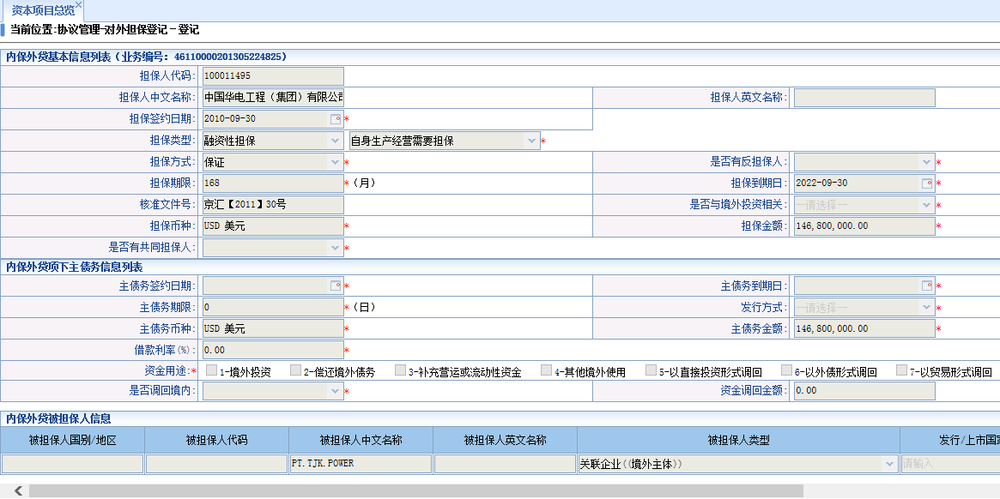 资本项目总览
当前位置:协议管理-对外担保登记－登记
内保外贷基本信息列表（业务编号：46110000201305224825）
担保人代码: 100011495
担保人中文名称: 中国华电工程（集团）有限公司 担保人英文名称:
担保签约日期: 2010-09-30 *
担保类型: 融资性担保 自身生产经营需要担保 *
担保方式: 保证 * 是否有反担保人: *
担保期限: 168 *（月） 担保到期日: 2022-09-30 *
核准文件号: 京汇【2011】30号 是否与境外投资相关: —请选择— *
担保币种: USD 美元 * 担保金额: 146,800,000.00 *
是否有共同担保人: *
内保外贷项下主债务信息列表
主债务签约日期: * 主债务到期日: *
主债务期限: 0 *（日） 发行方式: —请选择— *
主债务币种: USD 美元 * 主债务金额: 146,800,000.00 *
借款利率(%): 0.00 *
资金用途:* 1-境外投资 2-偿还境外债务 3-补充营运或流动性资金 4-其他境外使用 5-以直接投资形式调回 6-以外债形式调回 7-以贸易形式调回
是否调回境内: * 资金调回金额: 0.00
内保外贷被担保人信息
被担保人国别/地区 被担保人代码 被担保人中文名称 被担保人英文名称 被担保人类型 发行/上市国家
PT.TJK.POWER 关联企业((境外主体)) 请输入